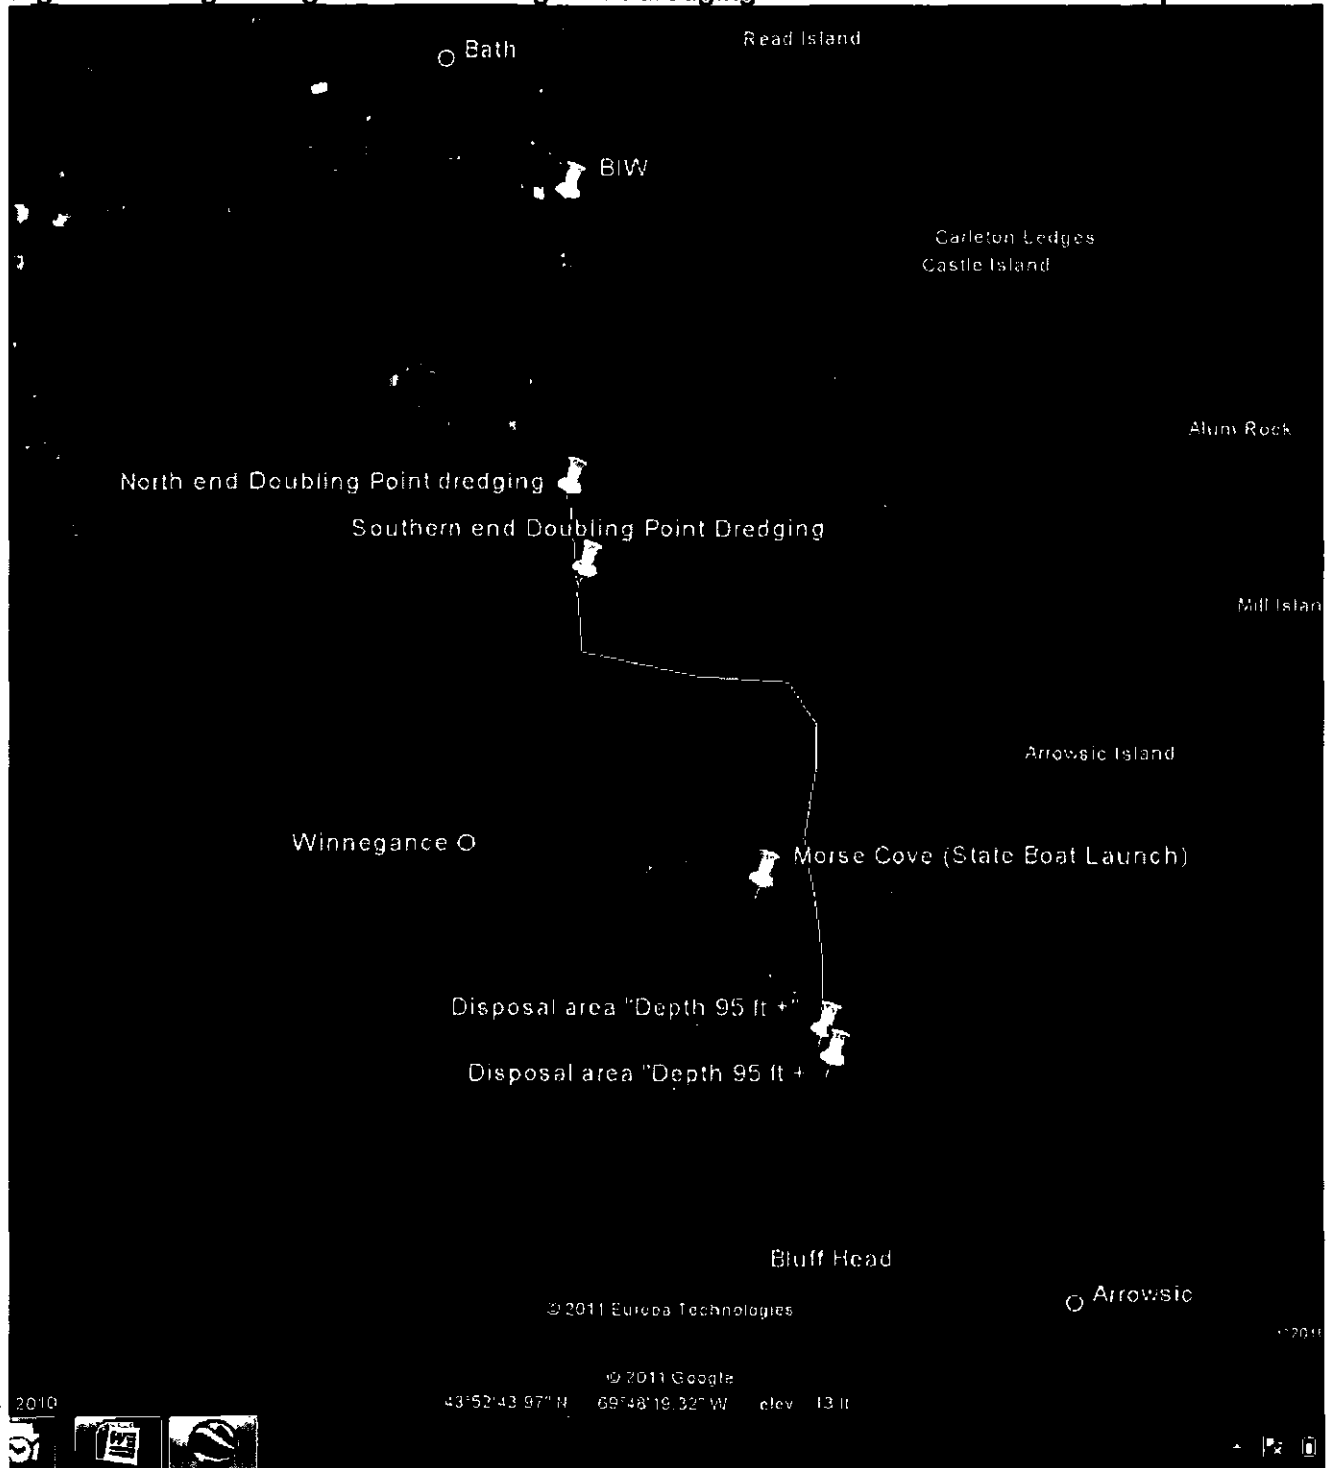 Bath
Read Island
BIW
Carleton Ledges
Castle Island
Alum Rock
North end Doubling Point dredging
Southern end Doubling Point Dredging
Mill Islan
Arrowsic Island
Winnegance
Morse Cove (State Boat Launch)
Disposal area "Depth 95 ft +"
Disposal area "Depth 95 ft +
Bluff Head
Arrowsic
© 2011 Europa Technologies
© 2011 Google
2010
43°52'43.97" N 69°48'19.32" W elev 13 ft